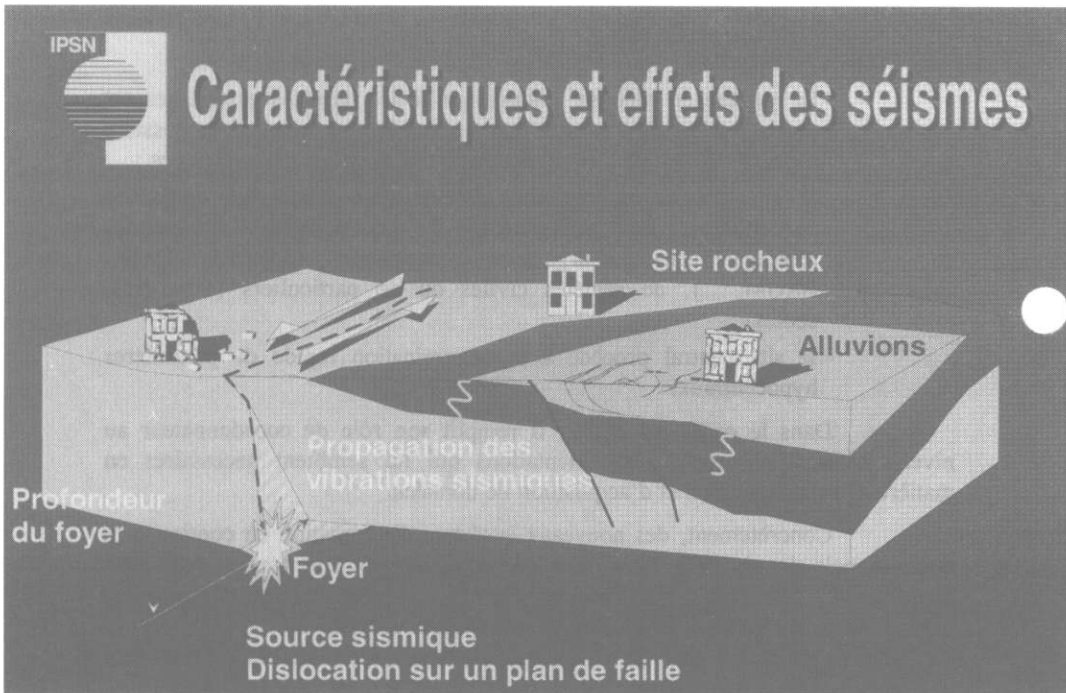 IPSN
Caractéristiques et effets des séismes
Site rocheux
Alluvions
Propagation des
vibrations sismiques
Profondeur
du foyer
Foyer
Source sismique
Dislocation sur un plan de faille